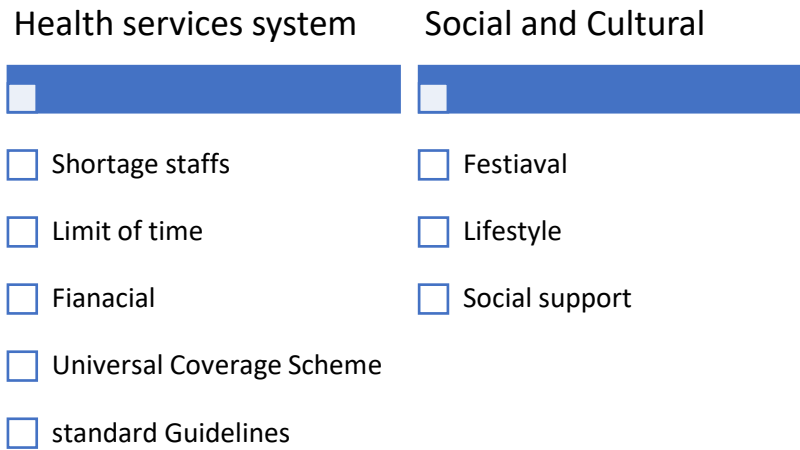 Health services system
Shortage staffs
Limit of time
Fianacial
Universal Coverage Scheme
standard Guidelines
Social and Cultural
Festiaval
Lifestyle
Social support